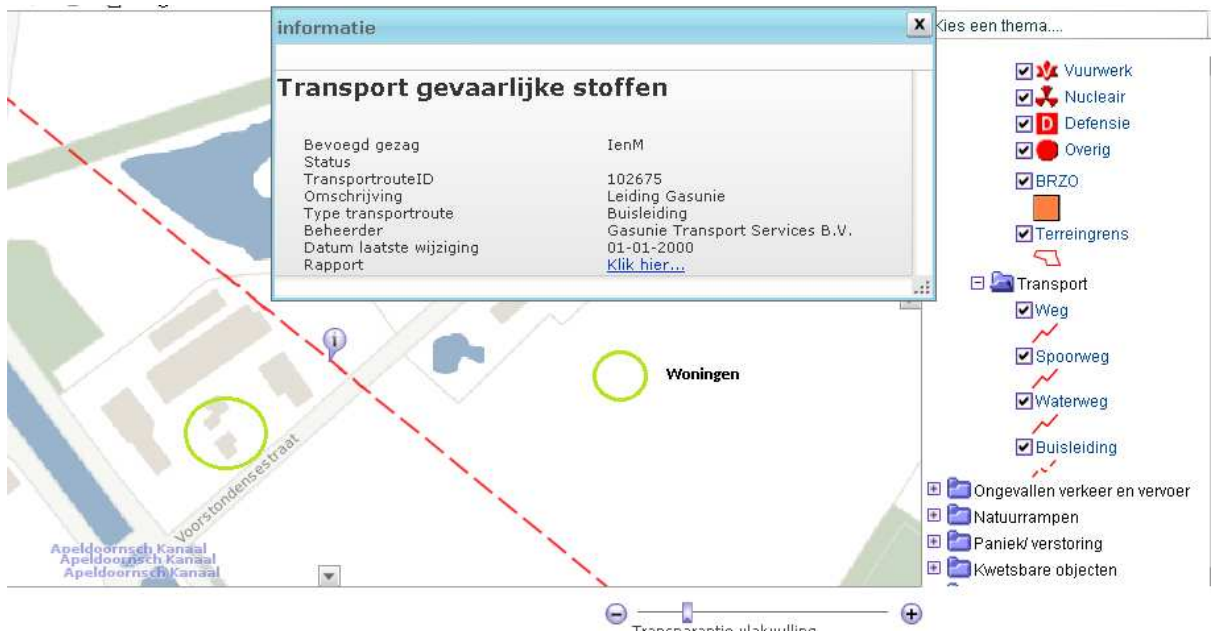 informatie
X
Kies een thema....
Transport gevaarlijke stoffen
Bevoegd gezag IenM
Status
TransportrouteID 102675
Omschrijving Leiding Gasunie
Type transportroute Buisleiding
Beheerder Gasunie Transport Services B.V.
Datum laatste wijziging 01-01-2000
Rapport Klik hier...
Vuurwerk
Nucleair
D Defensie
Overig
BRZO
Terreingrens
Transport
Weg
Spoorweg
Waterweg
Buisleiding
Ongevallen verkeer en vervoer
Natuurrampen
Paniek/ verstoring
Kwetsbare objecten
i
Woningen
Voorstondensestraat
Apeldoornsch Kanaal
Apeldoornsch Kanaal
Apeldoornsch Kanaal
Transparantie vlakvulling